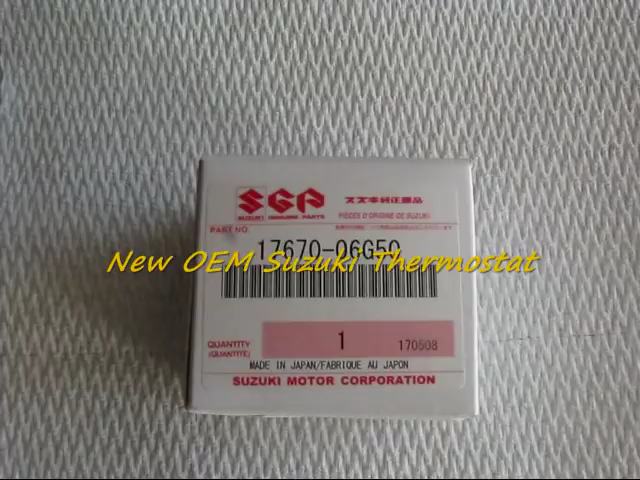 SGP スズキ純正部品
SUZUKI GENUINE PARTS PIECES D'ORIGINE DE SUZUKI
PART NO.
17670-06G50
New OEM Suzuki Thermostat
QUANTITY
(QUANTITE)
1
170508
MADE IN JAPAN/FABRIQUE AU JAPON
SUZUKI MOTOR CORPORATION